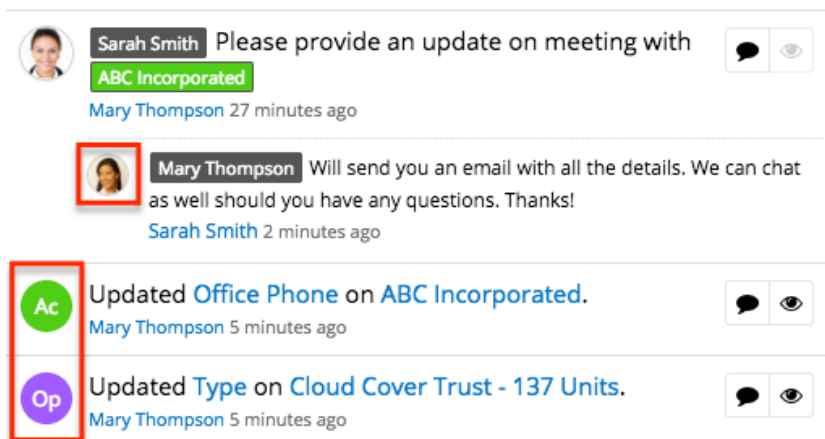 Sarah Smith Please provide an update on meeting with
ABC Incorporated
Mary Thompson 27 minutes ago
Mary Thompson Will send you an email with all the details. We can chat
as well should you have any questions. Thanks!
Sarah Smith 2 minutes ago
Ac
Updated Office Phone on ABC Incorporated.
Mary Thompson 5 minutes ago
Op
Updated Type on Cloud Cover Trust - 137 Units.
Mary Thompson 5 minutes ago